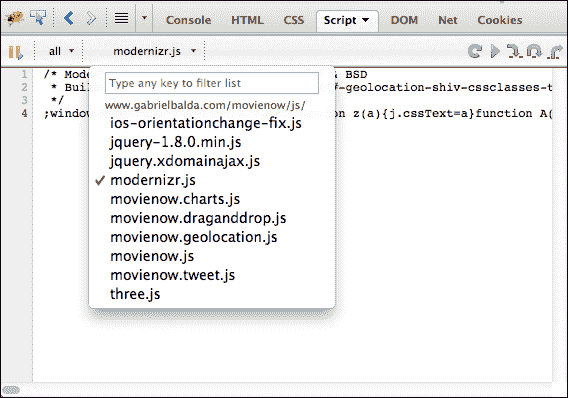 Console HTML CSS Script DOM Net Cookies
all modernizr.js
1 /* Mode & BSD
2 * Buil f-geolocation-shiv-cssclasses-t
3 */
4 ;window on z(a){j.cssText=a}function A(
Type any key to filter list
www.gabrielbalda.com/movienow/js/
ios-orientationchange-fix.js
jquery-1.8.0.min.js
jquery.xdomainajax.js
modernizr.js
movienow.charts.js
movienow.draganddrop.js
movienow.geolocation.js
movienow.js
movienow.tweet.js
three.js